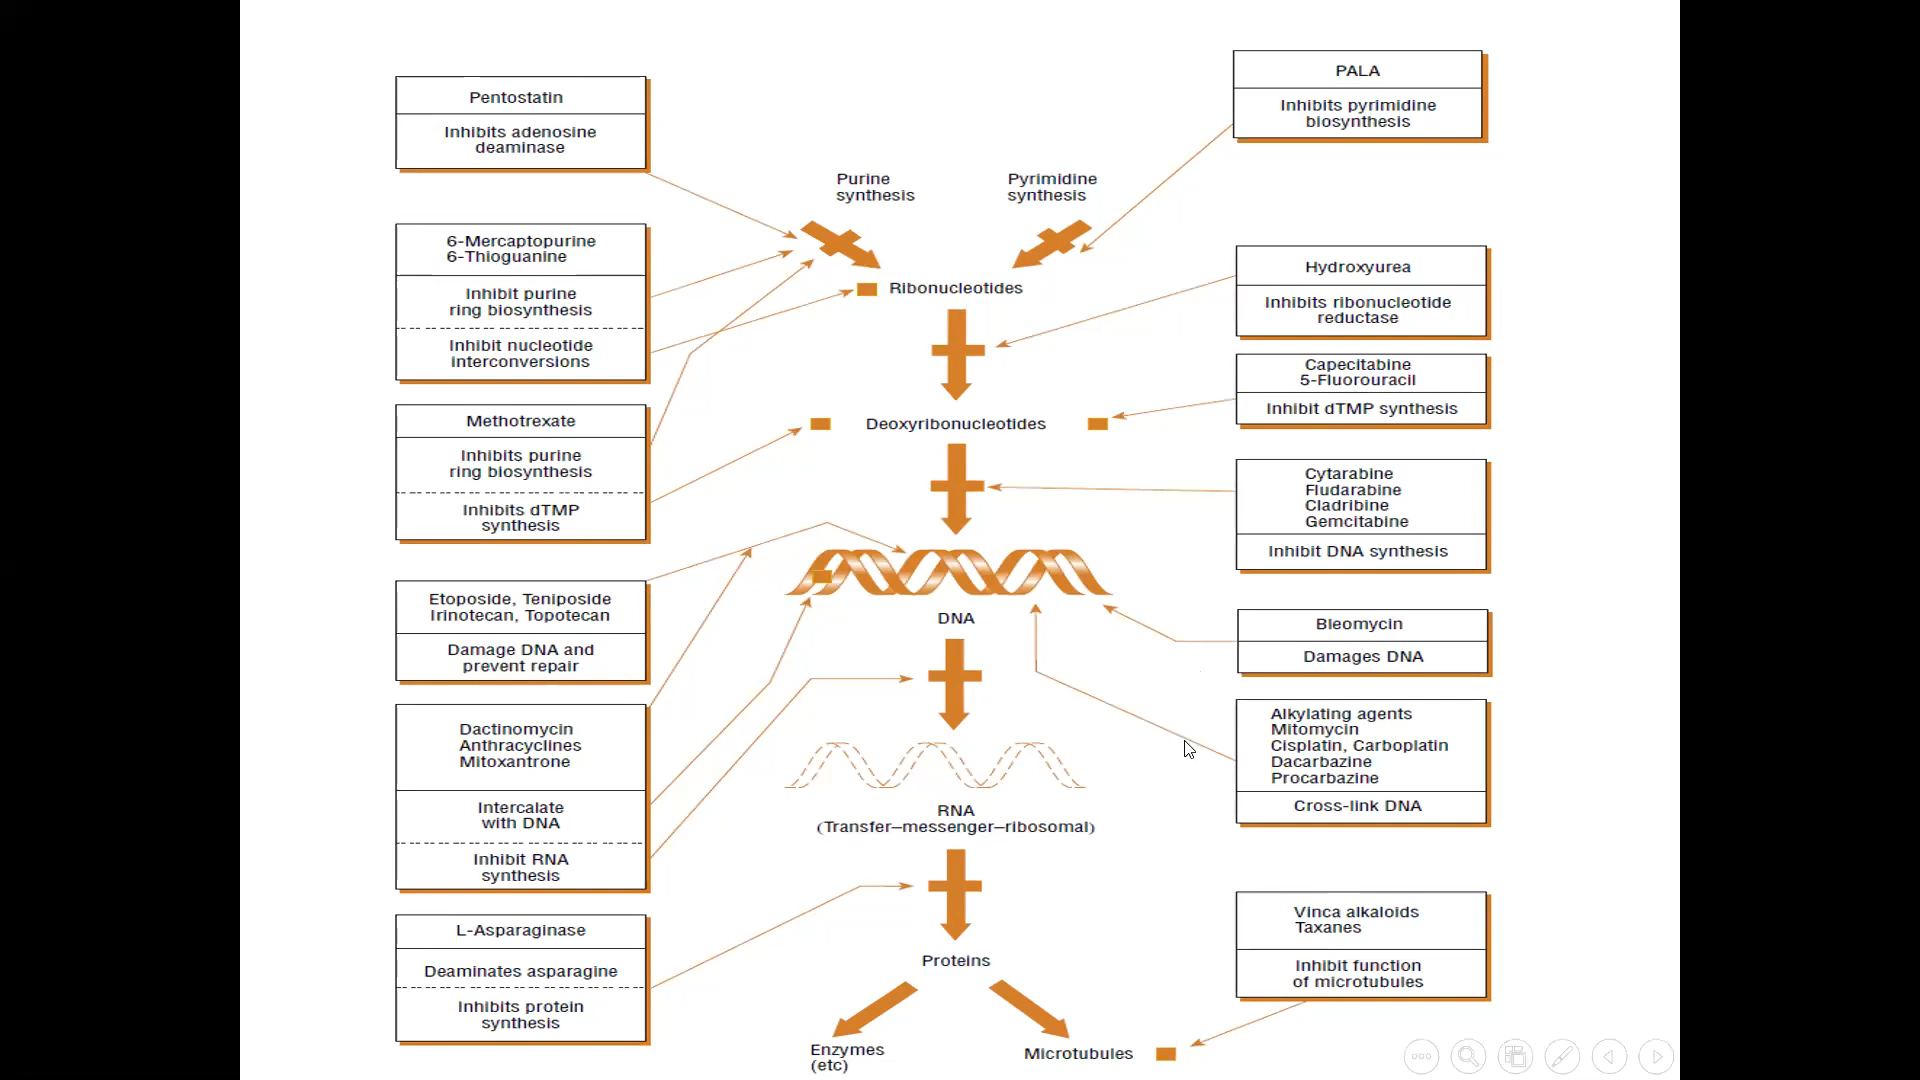 Pentostatin
Inhibits adenosine
deaminase
6-Mercaptopurine
6-Thioguanine
Inhibit purine
ring biosynthesis
Inhibit nucleotide
interconversions
Methotrexate
Inhibits purine
ring biosynthesis
Inhibits dTMP
synthesis
Etoposide, Teniposide
Irinotecan, Topotecan
Damage DNA and
prevent repair
Dactinomycin
Anthracyclines
Mitoxantrone
Intercalate
with DNA
Inhibit RNA
synthesis
L-Asparaginase
Deaminates asparagine
Inhibits protein
synthesis
Purine
synthesis
Pyrimidine
synthesis
Ribonucleotides
Deoxyribonucleotides
DNA
RNA
(Transfer–messenger–ribosomal)
Proteins
Enzymes
(etc)
Microtubules
PALA
Inhibits pyrimidine
biosynthesis
Hydroxyurea
Inhibits ribonucleotide
reductase
Capecitabine
5-Fluorouracil
Inhibit dTMP synthesis
Cytarabine
Fludarabine
Cladribine
Gemcitabine
Inhibit DNA synthesis
Bleomycin
Damages DNA
Alkylating agents
Mitomycin
Cisplatin, Carboplatin
Dacarbazine
Procarbazine
Cross-link DNA
Vinca alkaloids
Taxanes
Inhibit function
of microtubules